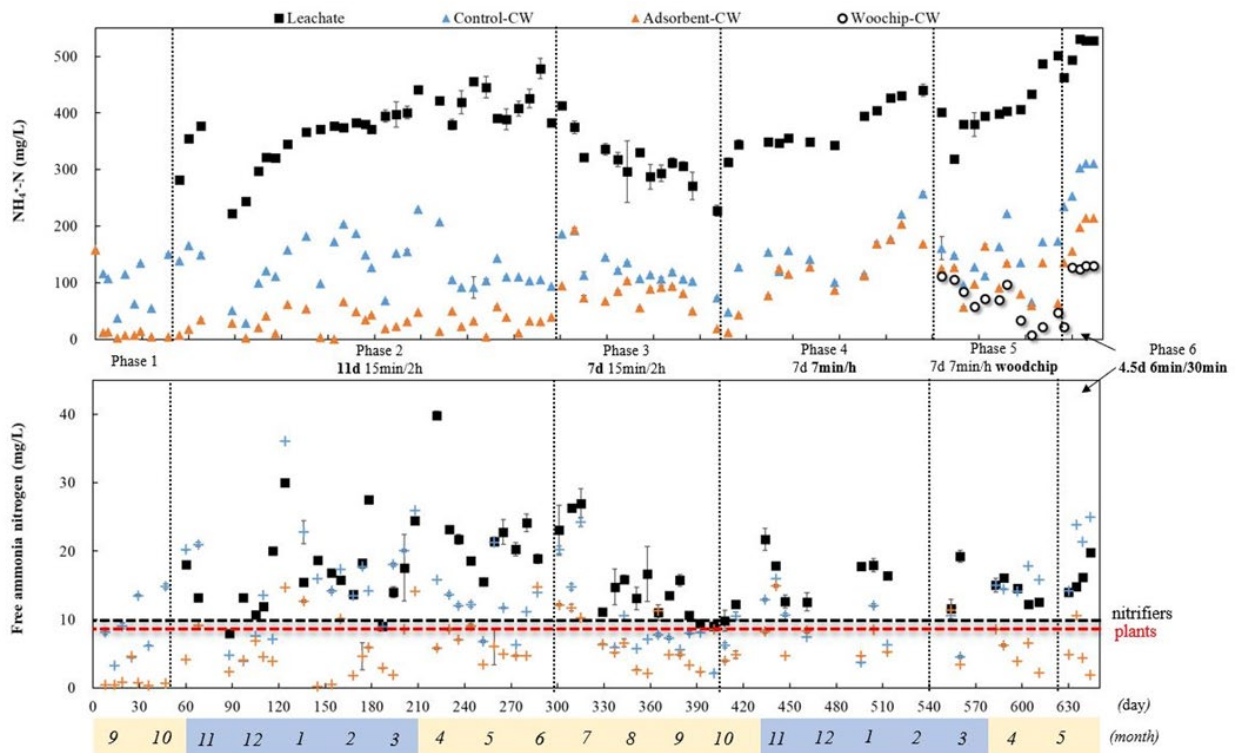 Leachate Control-CW Adsorbent-CW Woochip-CW
NH₄⁺-N (mg/L)
500
400
300
200
100
0
Phase 1
Phase 2
11d 15min/2h
Phase 3
7d 15min/2h
Phase 4
7d 7min/h
Phase 5
7d 7min/h woodchip
Phase 6
4.5d 6min/30min
Free ammonia nitrogen (mg/L)
40
30
20
10
0
nitrifiers
plants
0 30 60 90 120 150 180 210 240 270 300 330 360 390 420 450 480 510 540 570 600 630 (day)
9 10 11 12 1 2 3 4 5 6 7 8 9 10 11 12 1 2 3 4 5 (month)